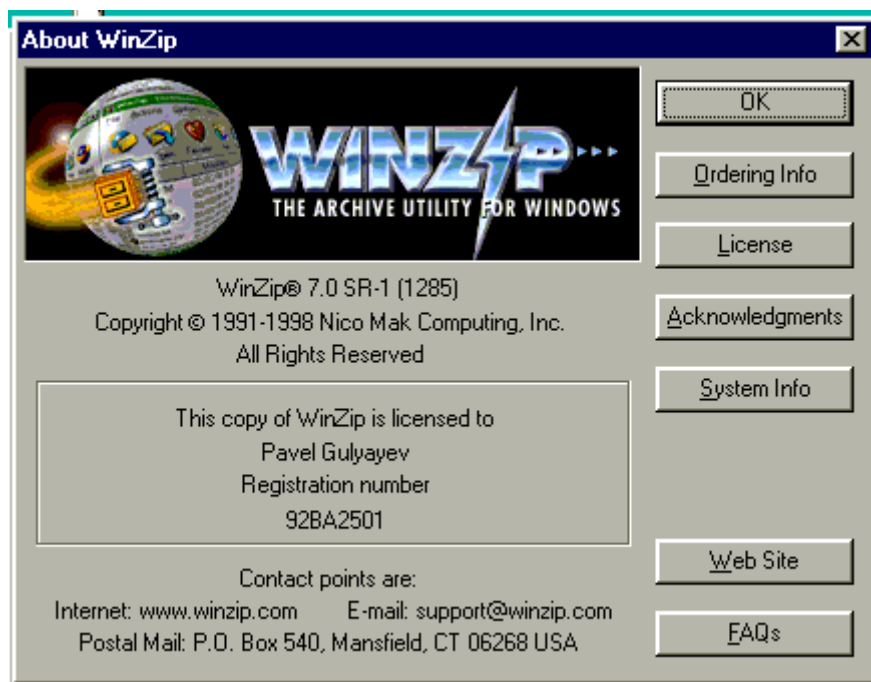 About WinZip
WINZIP
THE ARCHIVE UTILITY FOR WINDOWS
OK
Ordering Info
License
Acknowledgments
System Info
WinZip® 7.0 SR-1 (1285)
Copyright © 1991-1998 Nico Mak Computing, Inc.
All Rights Reserved
This copy of WinZip is licensed to
Pavel Gulyayev
Registration number
92BA2501
Contact points are:
Internet: www.winzip.com E-mail: support@winzip.com
Postal Mail: P.O. Box 540, Mansfield, CT 06268 USA
Web Site
FAQs